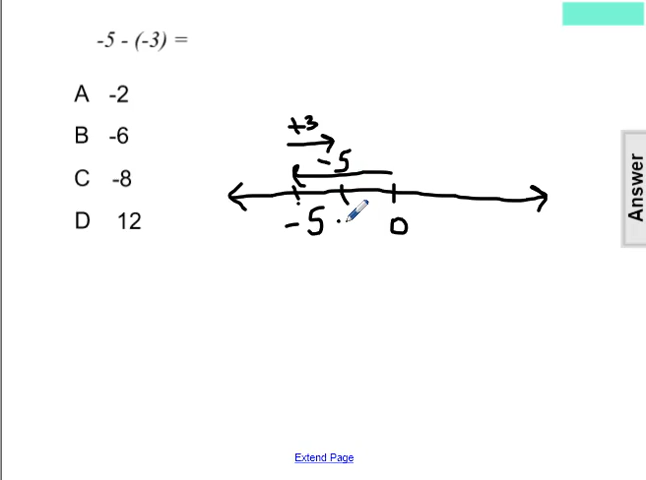 -5 - (-3) =
A -2
B -6
C -8
D 12
+3
-5
-5
0
Answer
Extend Page